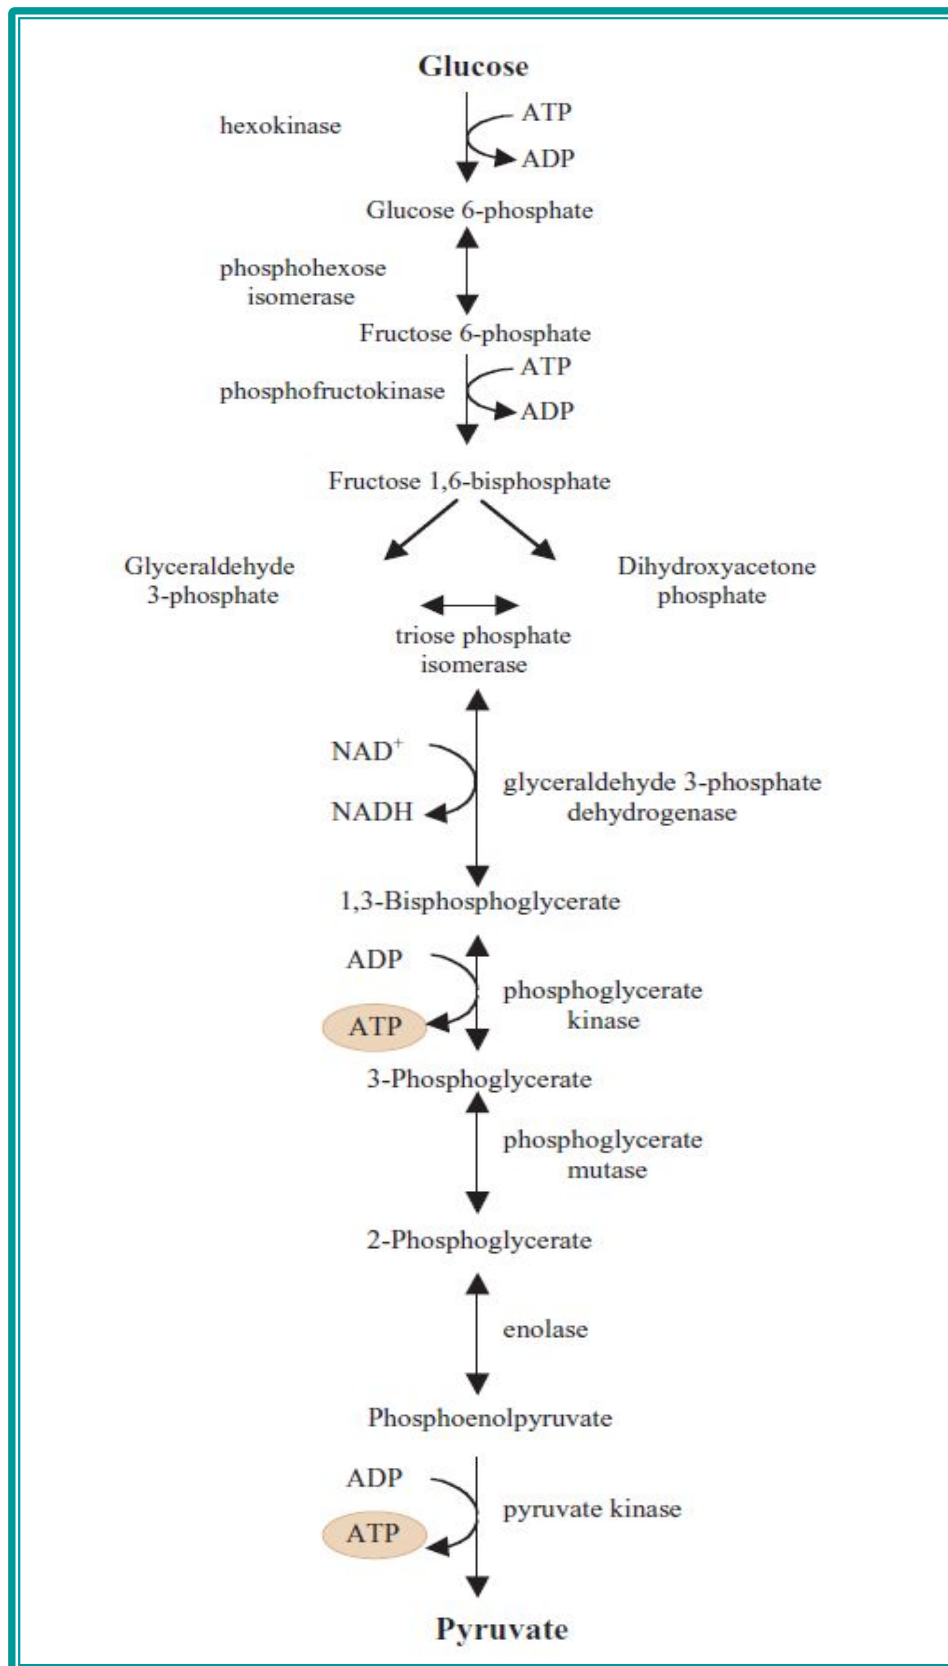 Glucose
hexokinase
ATP
ADP
Glucose 6-phosphate
phosphohexose
isomerase
Fructose 6-phosphate
ATP
phosphofructokinase
ADP
Fructose 1,6-bisphosphate
Glyceraldehyde
3-phosphate
Dihydroxyacetone
phosphate
triose phosphate
isomerase
NAD⁺
NADH
glyceraldehyde 3-phosphate
dehydrogenase
1,3-Bisphosphoglycerate
ADP
ATP
phosphoglycerate
kinase
3-Phosphoglycerate
phosphoglycerate
mutase
2-Phosphoglycerate
enolase
Phosphoenolpyruvate
ADP
ATP
pyruvate kinase
Pyruvate